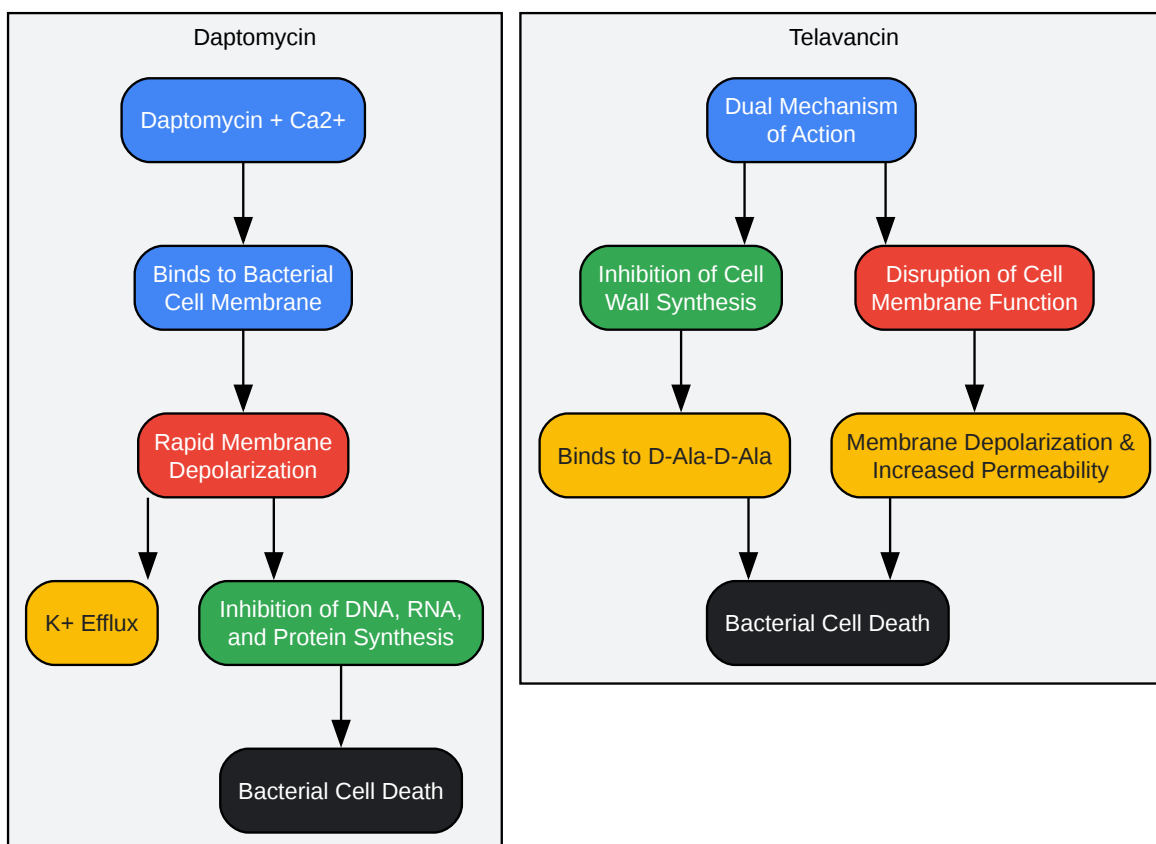 Daptomycin
Daptomycin + Ca2+
Binds to Bacterial
Cell Membrane
Rapid Membrane
Depolarization
K+ Efflux
Inhibition of DNA, RNA,
and Protein Synthesis
Bacterial Cell Death
Telavancin
Dual Mechanism
of Action
Inhibition of Cell
Wall Synthesis
Disruption of Cell
Membrane Function
Binds to D-Ala-D-Ala
Membrane Depolarization &
Increased Permeability
Bacterial Cell Death